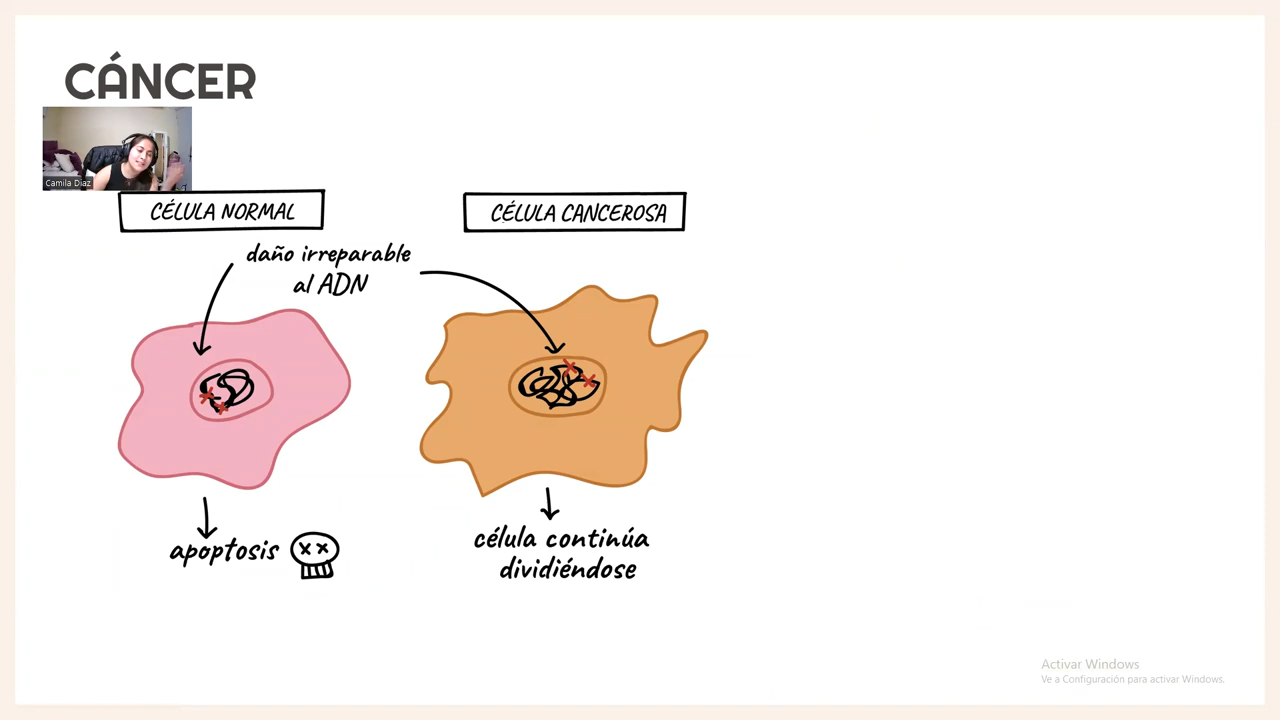 CÁNCER
Camila Diaz
CÉLULA NORMAL
CÉLULA CANCEROSA
daño irreparable
al ADN
apoptosis
célula continúa
dividiéndose
Activar Windows
Ve a Configuración para activar Windows.